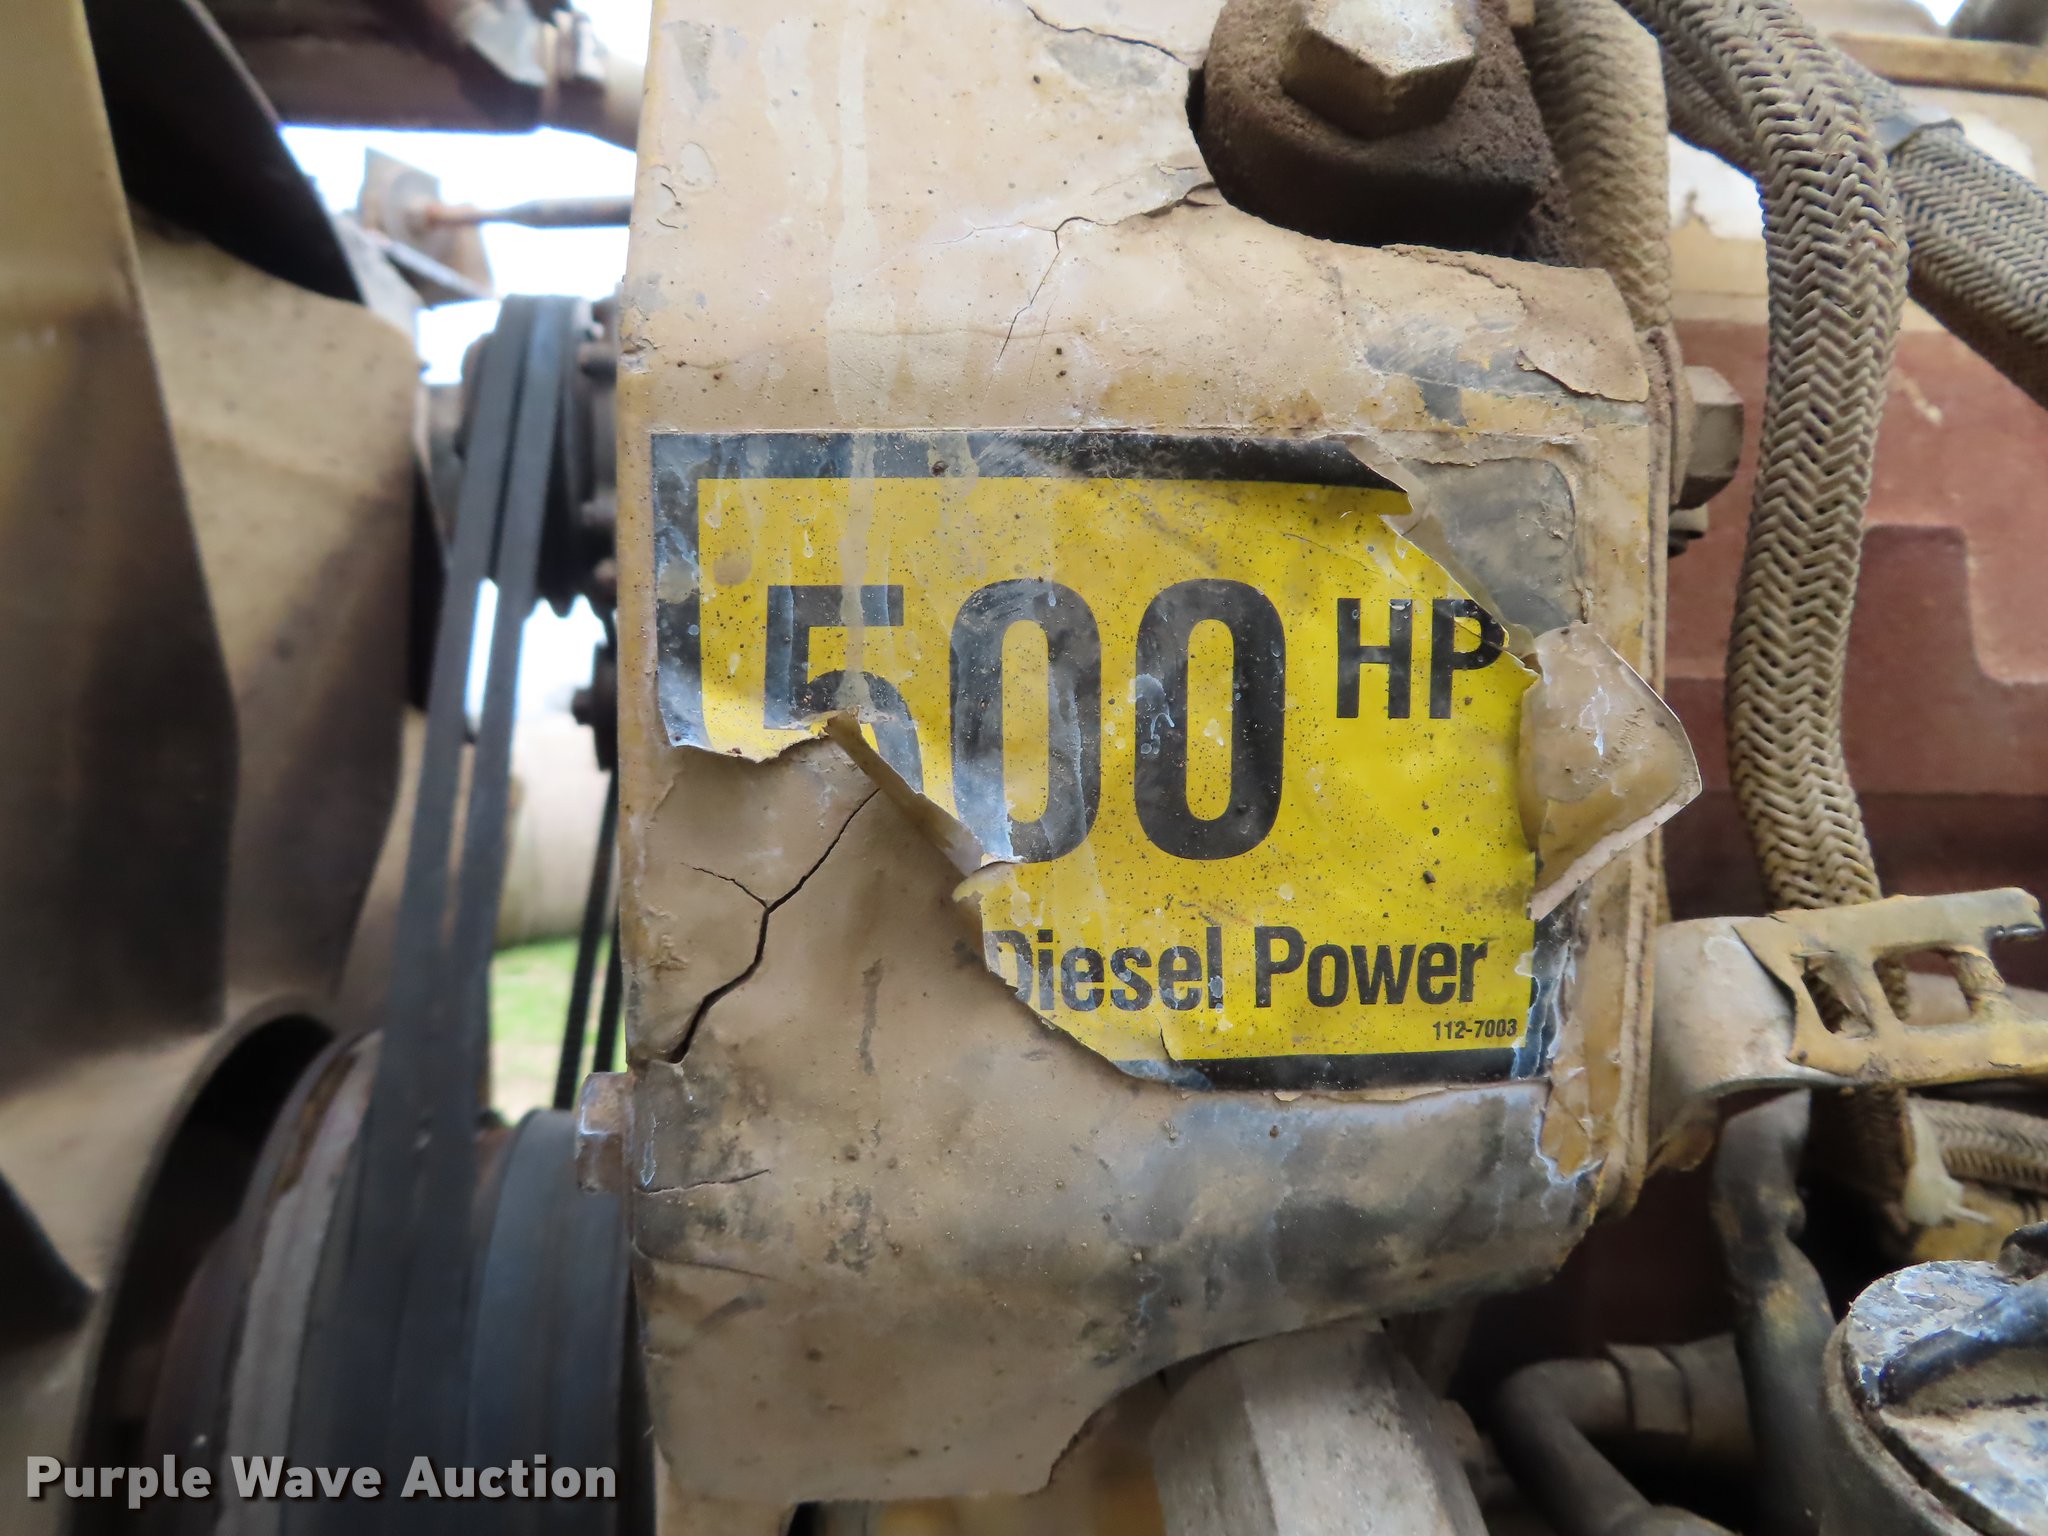 500 HP
Diesel Power
112-7003
Purple Wave Auction